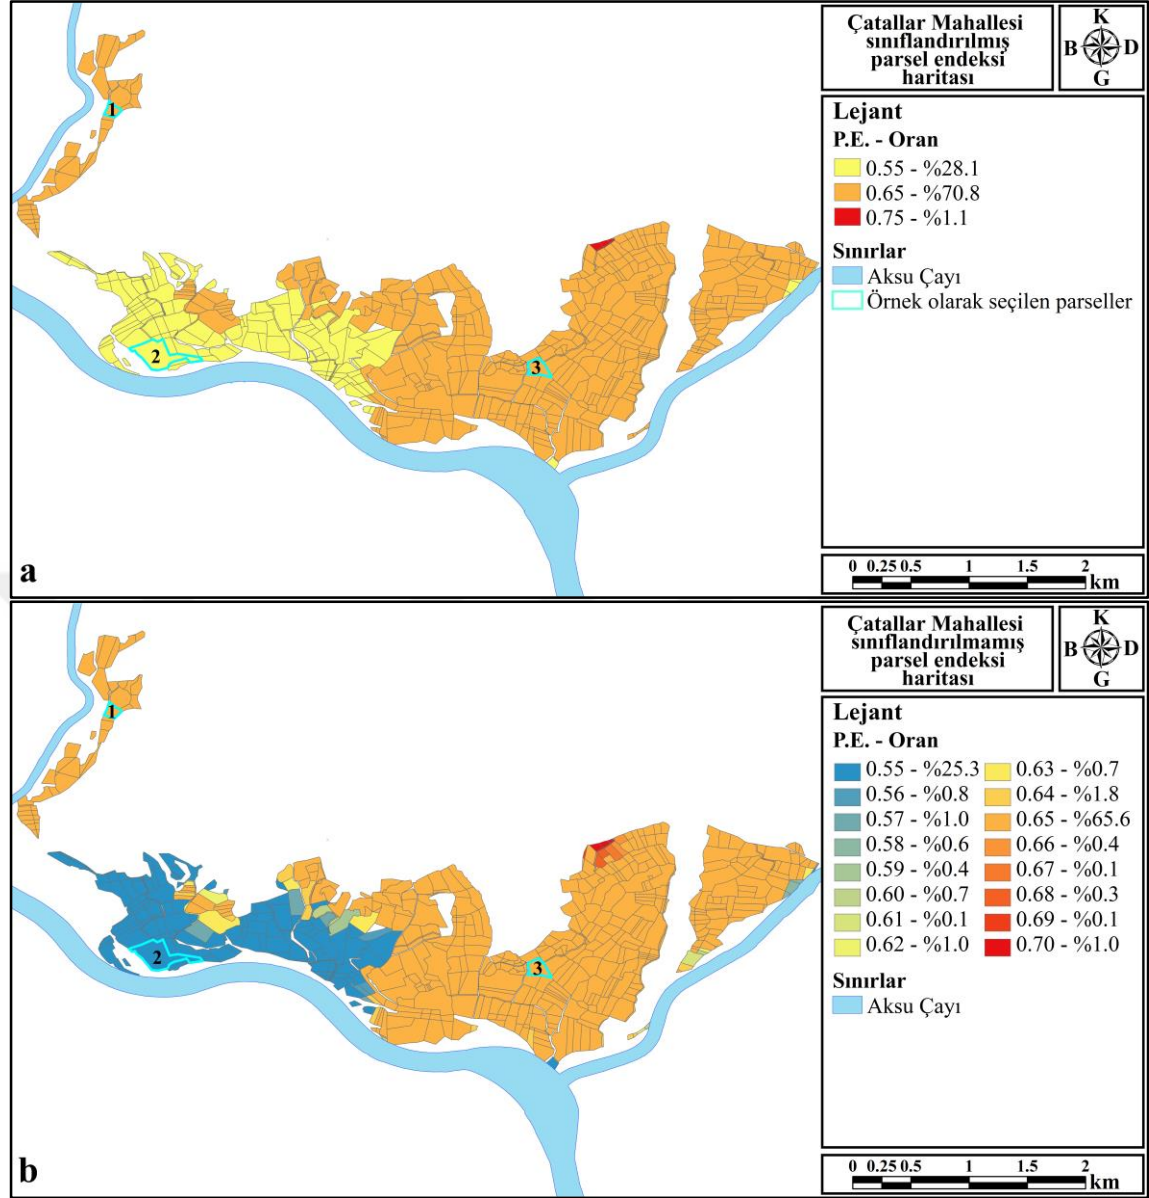 Çatallar Mahallesi
sınıflandırılmış
parsel endeksi
haritası
K
B D
G
Lejant
P.E. - Oran
0.55 - %28.1
0.65 - %70.8
0.75 - %1.1
Sınırlar
Aksu Çayı
Örnek olarak seçilen parseller
1
2
3
a
0 0.25 0.5 1 1.5 2
km
Çatallar Mahallesi
sınıflandırılmamış
parsel endeksi
haritası
K
B D
G
Lejant
P.E. - Oran
0.55 - %25.3 0.63 - %0.7
0.56 - %0.8 0.64 - %1.8
0.57 - %1.0 0.65 - %65.6
0.58 - %0.6 0.66 - %0.4
0.59 - %0.4 0.67 - %0.1
0.60 - %0.7 0.68 - %0.3
0.61 - %0.1 0.69 - %0.1
0.62 - %1.0 0.70 - %1.0
Sınırlar
Aksu Çayı
1
2
3
b
0 0.25 0.5 1 1.5 2
km